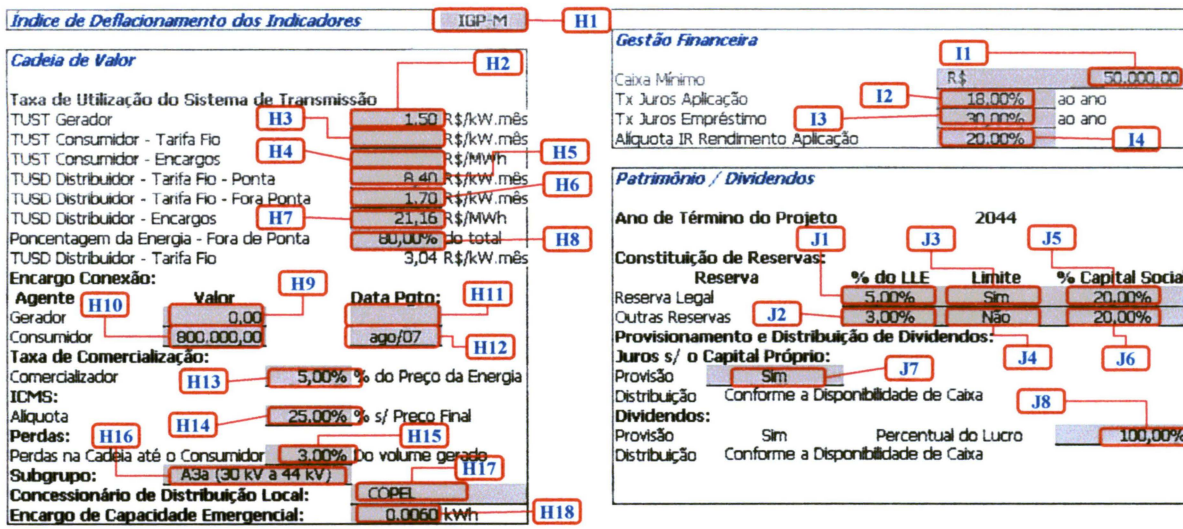 Índice de Deflacionamento dos Indicadores IGP-M H1
Cadeia de Valor H2
Taxa de Utilização do Sistema de Transmissão
TUST Gerador 1,50 R$/kW.mês
TUST Consumidor - Tarifa Fio H3 R$/kW.mês
TUST Consumidor - Encargos H4 R$/MWh H5
TUSD Distribuidor - Tarifa Fio - Ponta 8,40 R$/kW.mês
TUSD Distribuidor - Tarifa Fio - Fora Ponta 1,70 R$/kW.mês H6
TUSD Distribuidor - Encargos H7 21,16 R$/MWh
Poncentagem da Energia - Fora de Ponta 80,00% do total H8
TUSD Distribuidor - Tarifa Fio 3,04 R$/kW.mês
Encargo Conexão:
Agente Valor H9 Data Pgto: H11
H10
Gerador 0,00
Consumidor 800.000,00 ago/07 H12
Taxa de Comercialização:
Comercializador H13 5,00% % do Preço da Energia
ICMS:
Aliquota H14 25,00% % s/ Preço Final
Perdas: H16 H15
Perdas na Cadeia até o Consumidor 3,00% Do volume gerado
Subgrupo: A3a (30 kV a 44 kV) H17
Concessionário de Distribuição Local: COPEL
Encargo de Capacidade Emergencial: 0,0060 kWh H18
Gestão Financeira
I1
Caixa Mínimo R$ 50.000,00
Tx Juros Aplicação I2 18,00% ao ano
Tx Juros Empréstimo I3 30,00% ao ano
Alíquota IR Rendimento Aplicação 20,00% I4
Patrimônio / Dividendos
Ano de Término do Projeto 2044
J1 J3 J5
Constituição de Reservas:
Reserva % do LLE Limite % Capital Social
Reserva Legal 5,00% Sim 20,00%
Outras Reservas J2 3,00% Não 20,00%
Provisionamento e Distribuição de Dividendos:
Juros s/ o Capital Próprio: J4 J6
Provisão Sim J7
Distribuição Conforme a Disponibilidade de Caixa
Dividendos: J8
Provisão Sim Percentual do Lucro 100,00%
Distribuição Conforme a Disponibilidade de Caixa